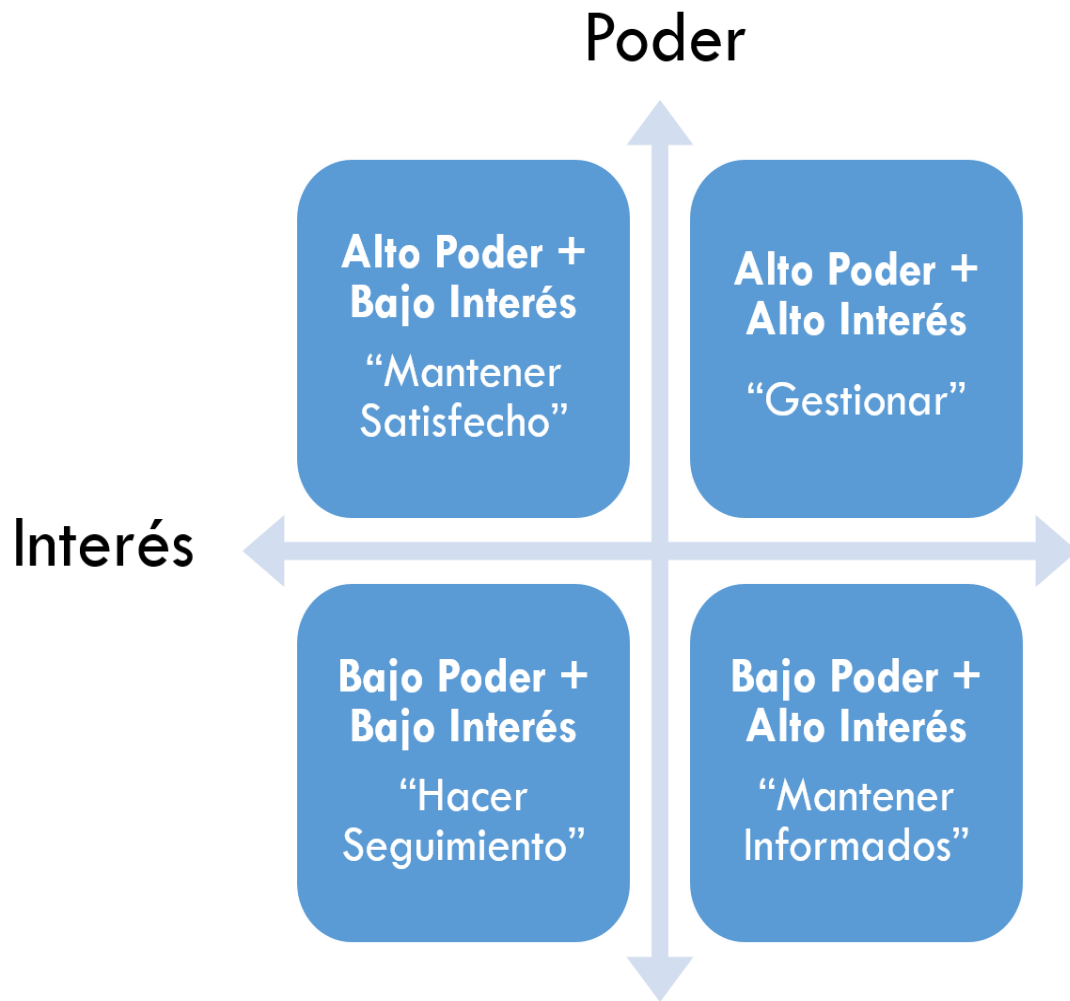 Poder
Alto Poder +
Bajo Interés
“Mantener
Satisfecho”
Alto Poder +
Alto Interés
“Gestionar”
Interés
Bajo Poder +
Bajo Interés
“Hacer
Seguimiento”
Bajo Poder +
Alto Interés
“Mantener
Informados”